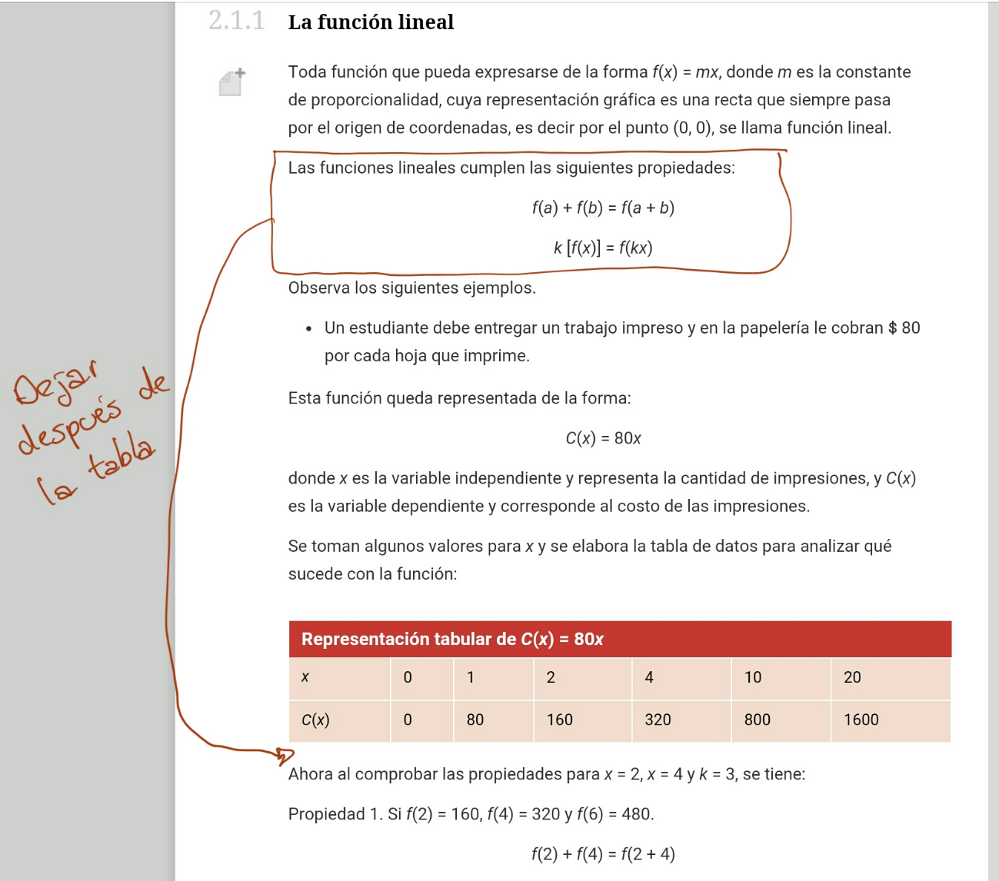 2.1.1 La función lineal
Toda función que pueda expresarse de la forma f(x) = mx, donde m es la constante
de proporcionalidad, cuya representación gráfica es una recta que siempre pasa
por el origen de coordenadas, es decir por el punto (0, 0), se llama función lineal.
Las funciones lineales cumplen las siguientes propiedades:
f(a) + f(b) = f(a + b)
k [f(x)] = f(kx)
Observa los siguientes ejemplos.
• Un estudiante debe entregar un trabajo impreso y en la papelería le cobran $ 80
por cada hoja que imprime.
Dejar
después de
la tabla
Esta función queda representada de la forma:
C(x) = 80x
donde x es la variable independiente y representa la cantidad de impresiones, y C(x)
es la variable dependiente y corresponde al costo de las impresiones.
Se toman algunos valores para x y se elabora la tabla de datos para analizar qué
sucede con la función:
Representación tabular de C(x) = 80x
x 0 1 2 4 10 20
C(x) 0 80 160 320 800 1600
Ahora al comprobar las propiedades para x = 2, x = 4 y k = 3, se tiene:
Propiedad 1. Si f(2) = 160, f(4) = 320 y f(6) = 480.
f(2) + f(4) = f(2 + 4)